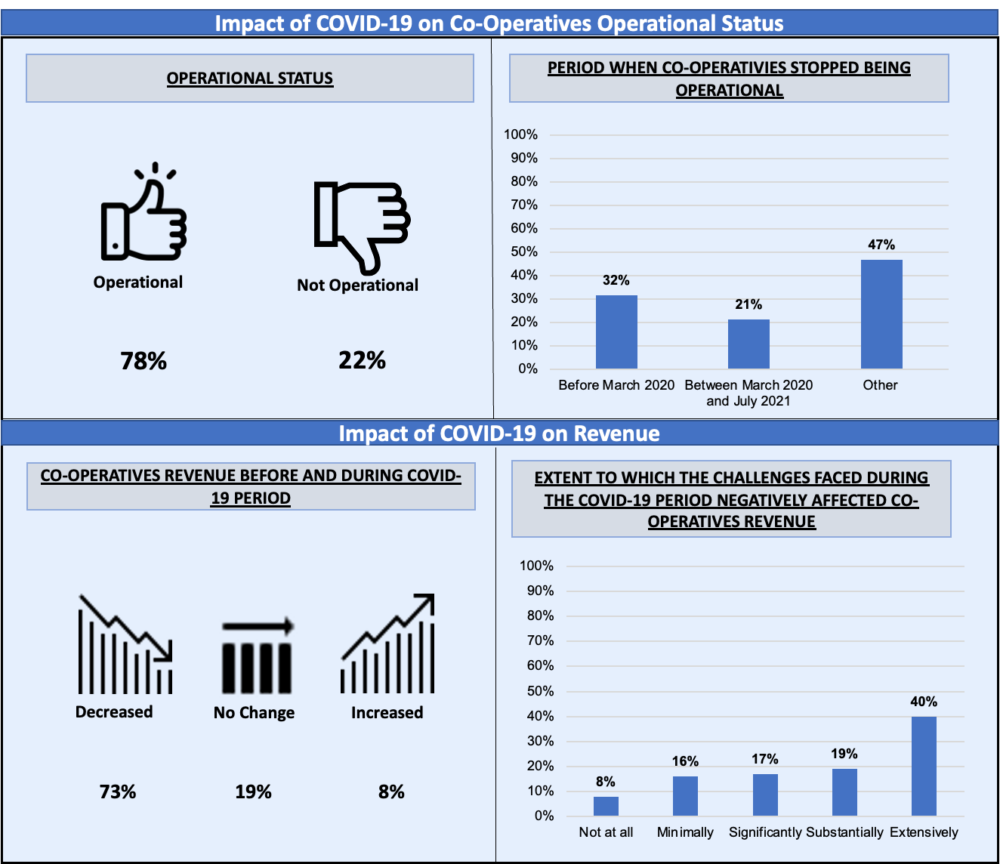 Impact of COVID-19 on Co-Operatives Operational Status
OPERATIONAL STATUS
Operational
Not Operational
78%
22%
PERIOD WHEN CO-OPERATIVIES STOPPED BEING
OPERATIONAL
100%
90%
80%
70%
60%
50%
40%
30%
20%
10%
0%
32%
21%
47%
Before March 2020
Between March 2020
and July 2021
Other
Impact of COVID-19 on Revenue
CO-OPERATIVES REVENUE BEFORE AND DURING COVID-
19 PERIOD
Decreased
No Change
Increased
73%
19%
8%
EXTENT TO WHICH THE CHALLENGES FACED DURING
THE COVID-19 PERIOD NEGATIVELY AFFECTED CO-
OPERATIVES REVENUE
100%
90%
80%
70%
60%
50%
40%
30%
20%
10%
0%
8%
16%
17%
19%
40%
Not at all
Minimally
Significantly
Substantially
Extensively